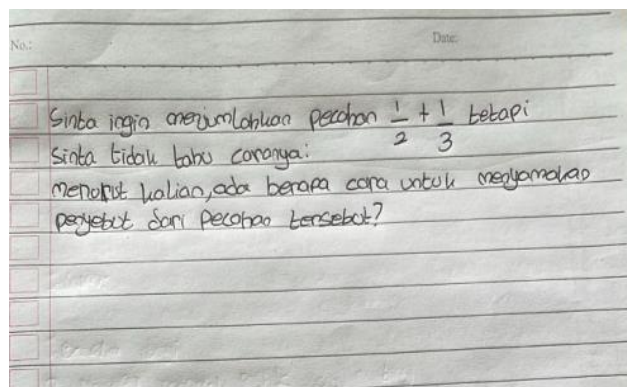 No.:
Date:
Sinta ingin menjumlahkan pecahan 1/2 + 1/3 tetapi
Sinta tidak tahu caranya.
menurut kalian, ada berapa cara untuk menyamakan
penyebut dari pecahan tersebut?